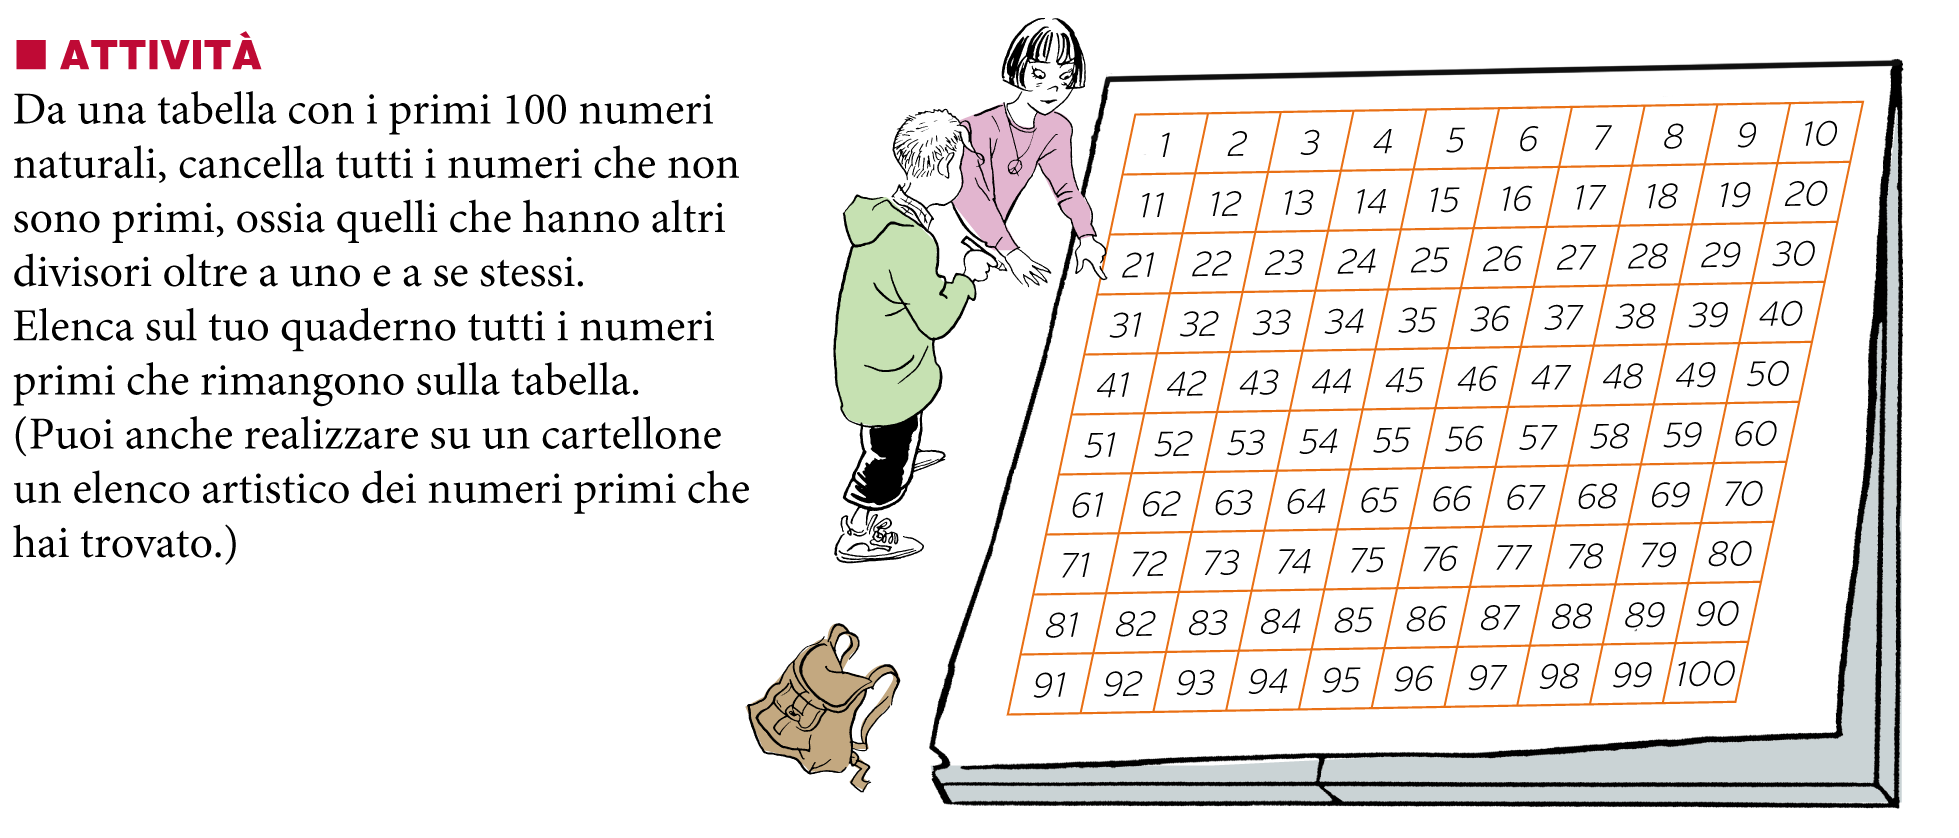 ATTIVITÀ
Da una tabella con i primi 100 numeri
naturali, cancella tutti i numeri che non
sono primi, ossia quelli che hanno altri
divisori oltre a uno e a se stessi.
Elenca sul tuo quaderno tutti i numeri
primi che rimangono sulla tabella.
(Puoi anche realizzare su un cartellone
un elenco artistico dei numeri primi che
hai trovato.)
1 2 3 4 5 6 7 8 9 10
11 12 13 14 15 16 17 18 19 20
21 22 23 24 25 26 27 28 29 30
31 32 33 34 35 36 37 38 39 40
41 42 43 44 45 46 47 48 49 50
51 52 53 54 55 56 57 58 59 60
61 62 63 64 65 66 67 68 69 70
71 72 73 74 75 76 77 78 79 80
81 82 83 84 85 86 87 88 89 90
91 92 93 94 95 96 97 98 99 100